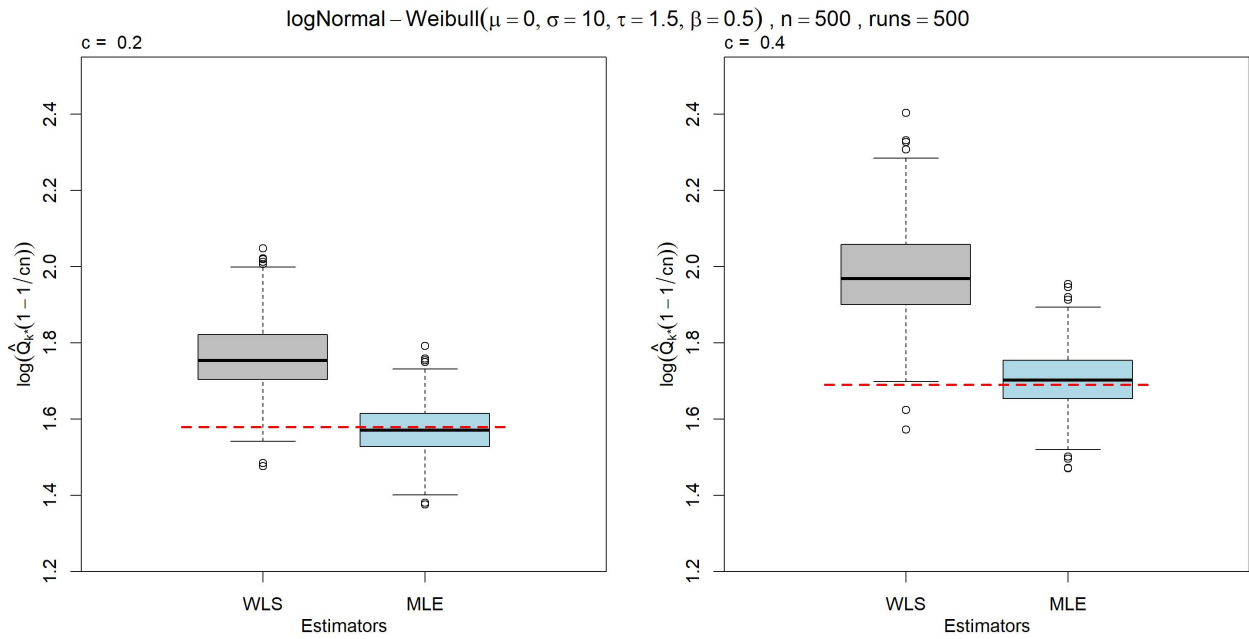 logNormal – Weibull(μ = 0, σ = 10, τ = 1.5, β = 0.5) , n = 500 , runs = 500
c = 0.2
log(Q̂k*(1 − 1/cn))
2.4
2.2
2.0
1.8
1.6
1.4
1.2
WLS MLE
Estimators
c = 0.4
log(Q̂k*(1 − 1/cn))
2.4
2.2
2.0
1.8
1.6
1.4
1.2
WLS MLE
Estimators